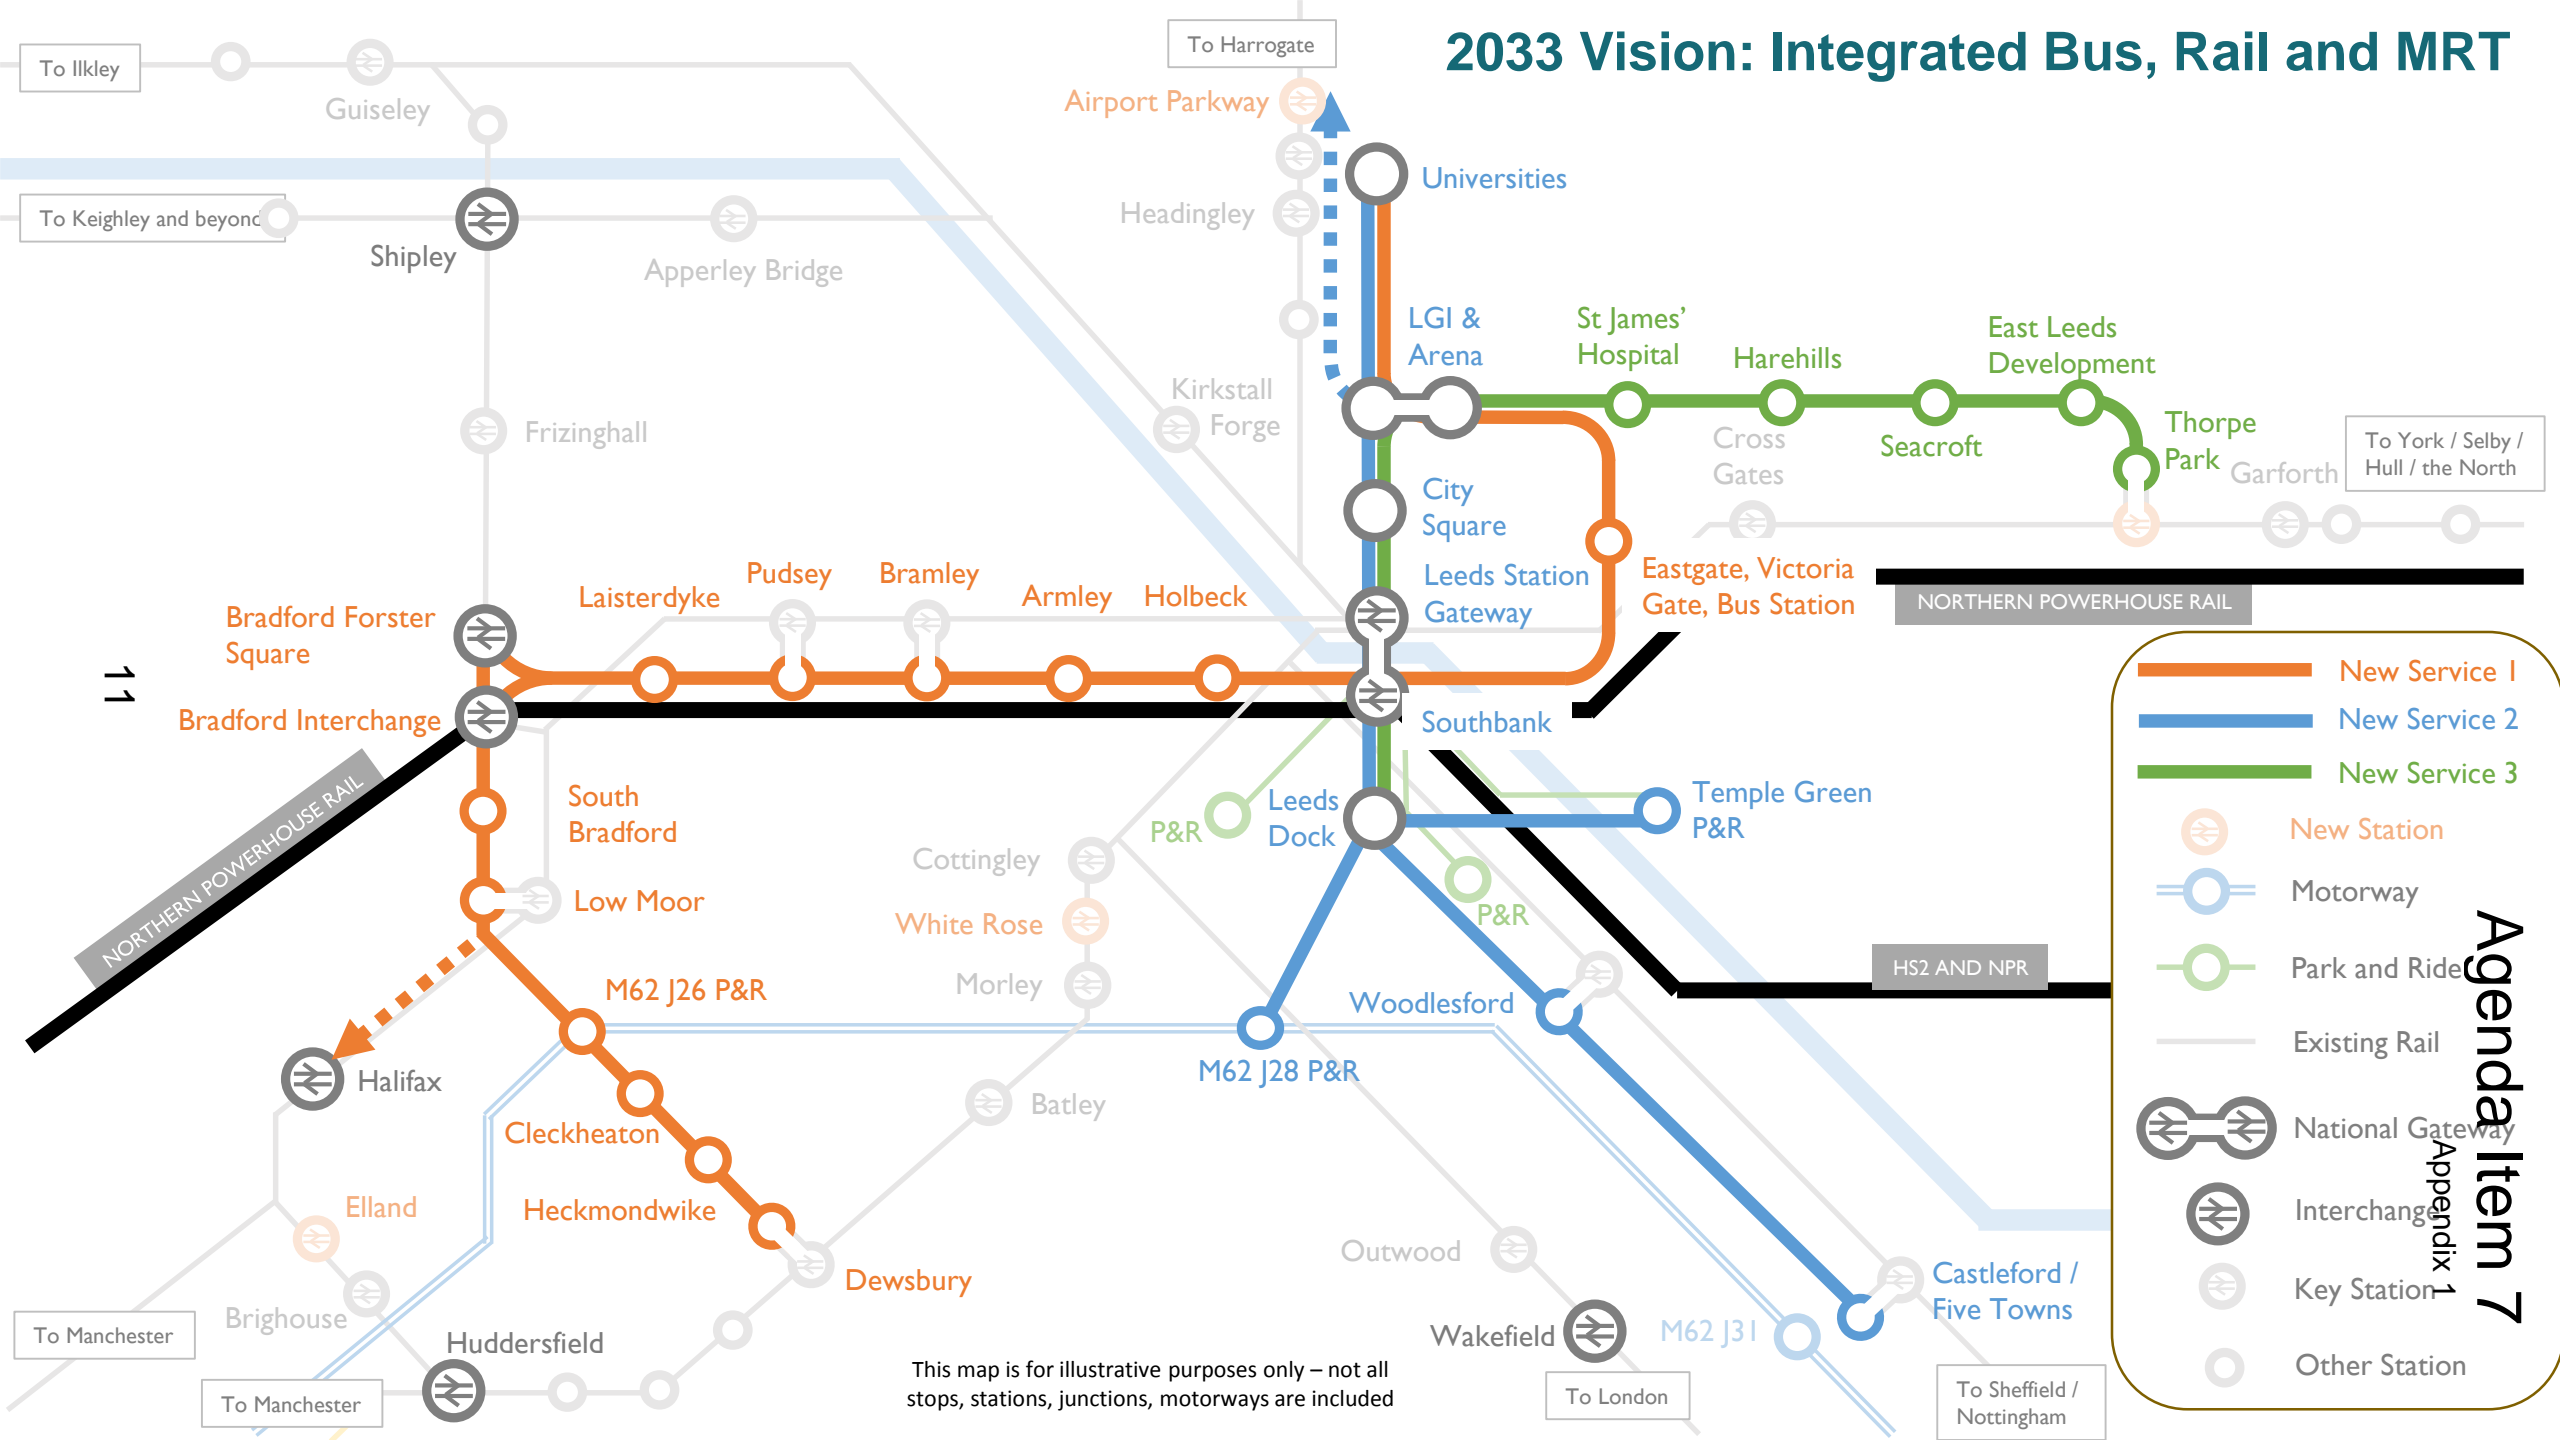 2033 Vision: Integrated Bus, Rail and MRT
To Harrogate
To Ilkley
Guiseley
Airport Parkway
Universities
To Keighley and beyond
Headingley
Shipley
Apperley Bridge
LGI &
Arena
St James'
Hospital
Harehills
East Leeds
Development
Kirkstall
Forge
Frizinghall
Cross
Gates
Seacroft
Thorpe
Park
Garforth
To York / Selby /
Hull / the North
City
Square
Leeds Station
Gateway
Eastgate, Victoria
Gate, Bus Station
NORTHERN POWERHOUSE RAIL
Bradford Forster
Square
Laisterdyke
Pudsey
Bramley
Armley
Holbeck
Bradford Interchange
Southbank
11
NORTHERN POWERHOUSE RAIL
South
Bradford
Low Moor
Cottingley
White Rose
Morley
P&R
Leeds
Dock
Temple Green
P&R
P&R
HS2 AND NPR
M62 J26 P&R
Woodlesford
M62 J28 P&R
Halifax
Batley
Cleckheaton
Elland
Heckmondwike
Dewsbury
Outwood
Castleford /
Five Towns
Brighouse
To Manchester
Huddersfield
Wakefield
M62 J31
To Manchester
This map is for illustrative purposes only – not all
stops, stations, junctions, motorways are included
To London
To Sheffield /
Nottingham
New Service 1
New Service 2
New Service 3
New Station
Motorway
Park and Ride
Existing Rail
National Gateway
Interchange
Key Station
Other Station
Agenda Item 7
Appendix 1